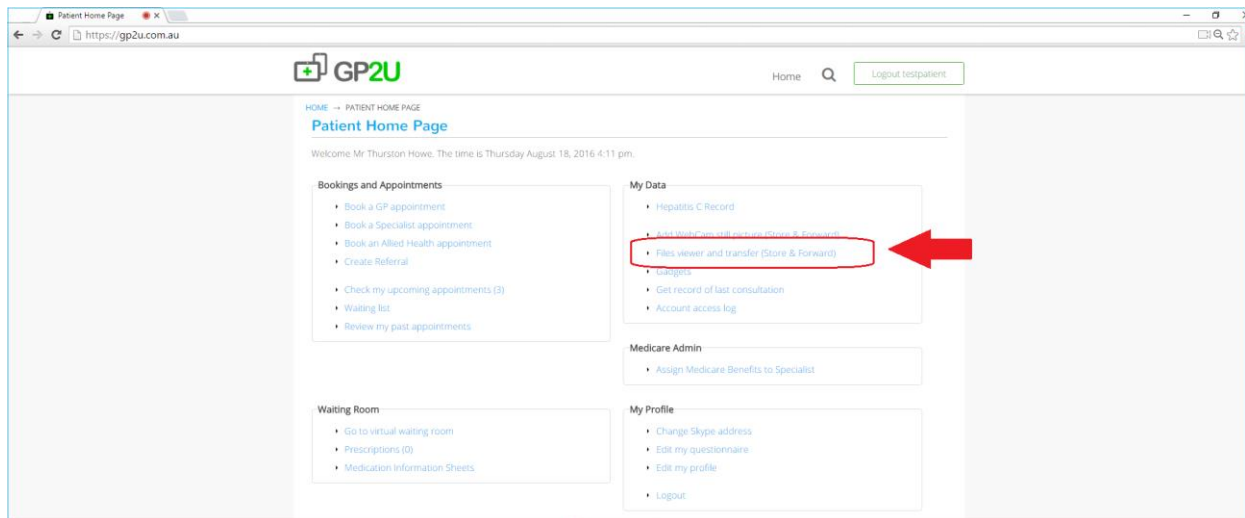 Patient Home Page
https://gp2u.com.au
GP2U
Home
Logout testpatient
HOME → PATIENT HOME PAGE
Patient Home Page
Welcome Mr Thurston Howe. The time is Thursday August 18, 2016 4:11 pm.
Bookings and Appointments
Book a GP appointment
Book a Specialist appointment
Book an Allied Health appointment
Create Referral
Check my upcoming appointments (3)
Waiting list
Review my past appointments
My Data
Hepatitis C Record
Add WebCam still picture (Store & Forward)
Files viewer and transfer (Store & Forward)
Gadgets
Get record of last consultation
Account access log
Medicare Admin
Assign Medicare Benefits to Specialist
Waiting Room
Go to virtual waiting room
Prescriptions (0)
Medication Information Sheets
My Profile
Change Skype address
Edit my questionnaire
Edit my profile
Logout